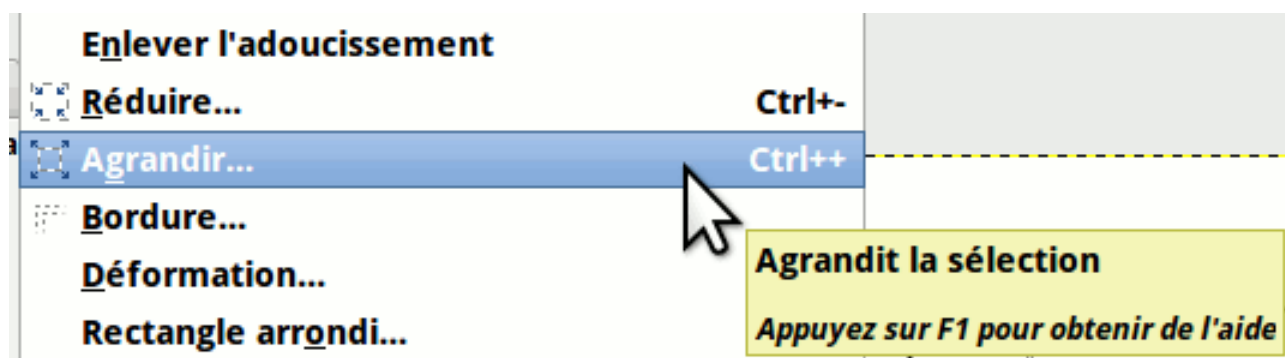 Enlever l'adoucissement
Réduire... Ctrl+-
Agrandir... Ctrl++
Bordure...
Déformation...
Rectangle arrondi...
Agrandit la sélection
Appuyez sur F1 pour obtenir de l'aide